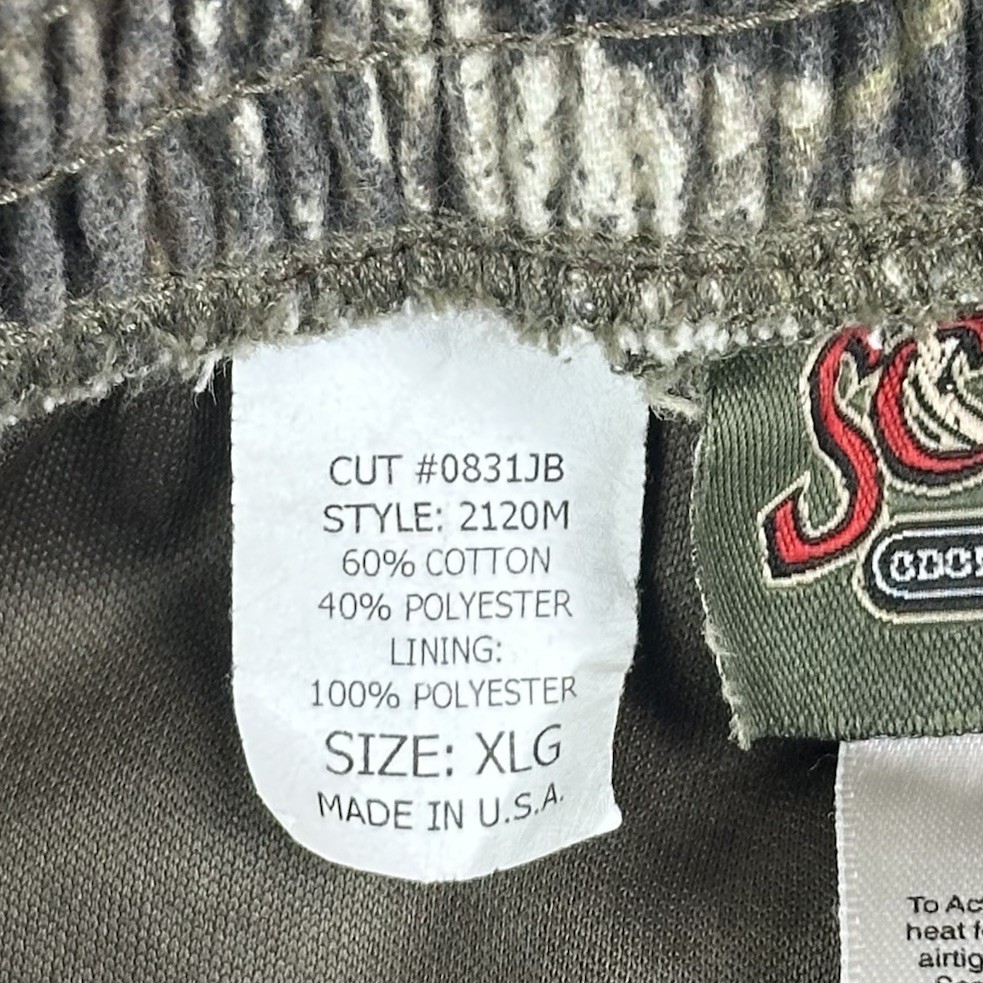 CUT #0831JB
STYLE: 2120M
60% COTTON
40% POLYESTER
LINING:
100% POLYESTER
SIZE: XLG
MADE IN U.S.A.
To Ac
heat f
airtig